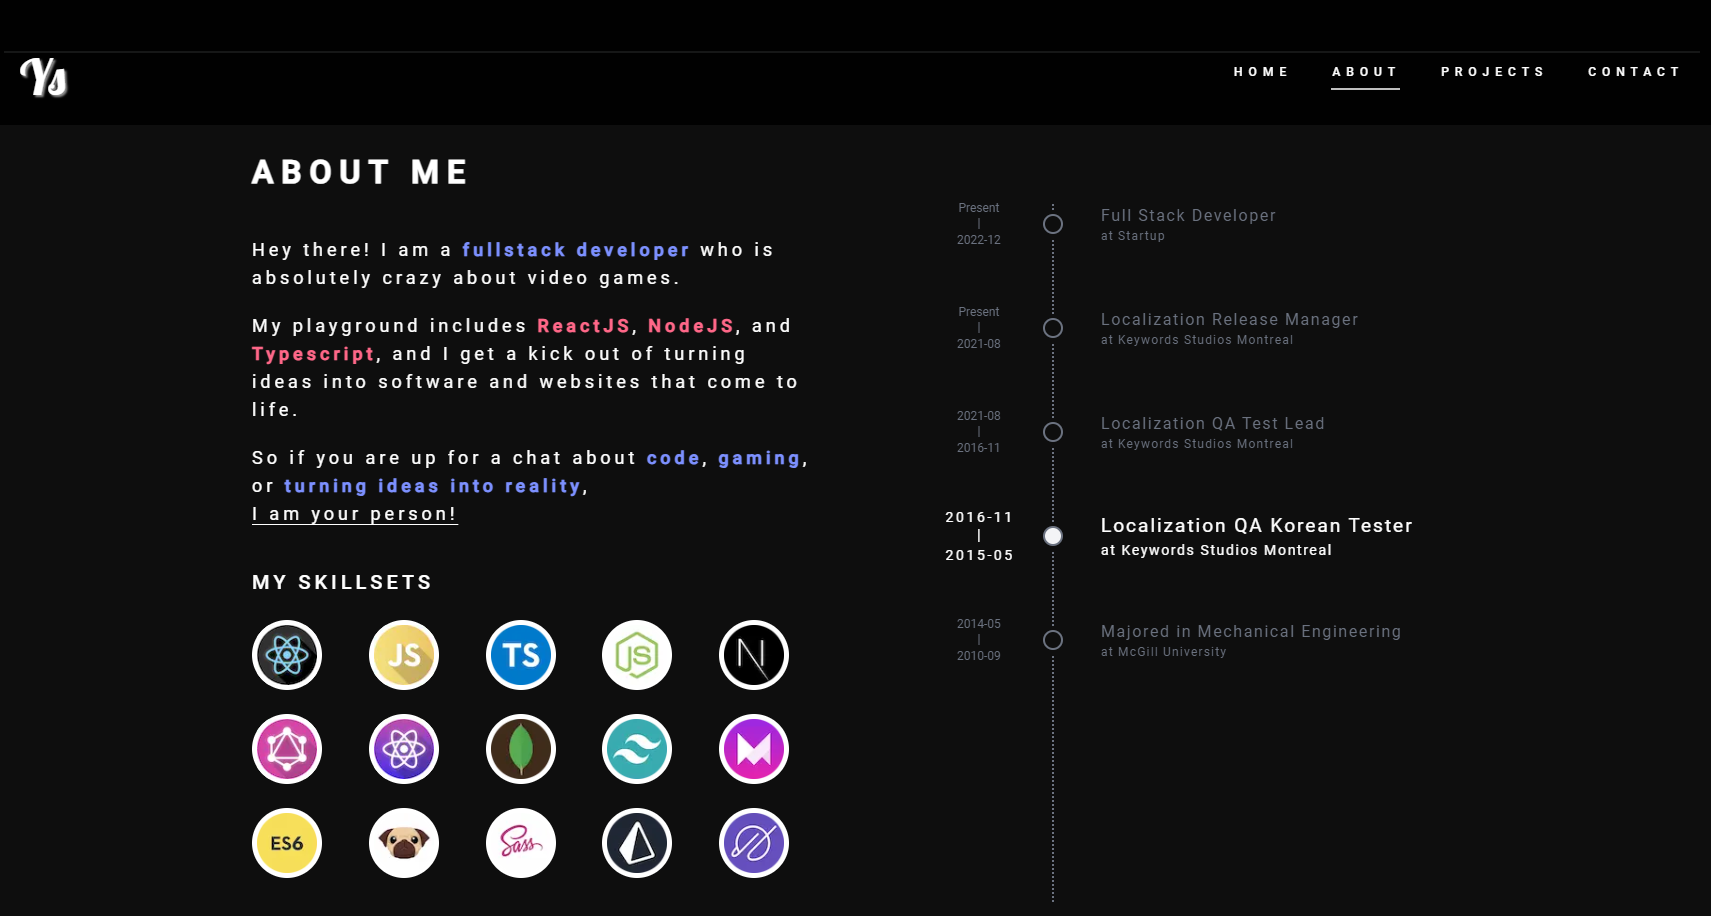 Ys
HOME ABOUT PROJECTS CONTACT
ABOUT ME
Hey there! I am a fullstack developer who is
absolutely crazy about video games.
My playground includes ReactJS, NodeJS, and
Typescript, and I get a kick out of turning
ideas into software and websites that come to
life.
So if you are up for a chat about code, gaming,
or turning ideas into reality,
I am your person!
MY SKILLSETS
JS
TS
JS
N
ES6
Sass
Present
|
2022-12
Full Stack Developer
at Startup
Present
|
2021-08
Localization Release Manager
at Keywords Studios Montreal
2021-08
|
2016-11
Localization QA Test Lead
at Keywords Studios Montreal
2016-11
|
2015-05
Localization QA Korean Tester
at Keywords Studios Montreal
2014-05
|
2010-09
Majored in Mechanical Engineering
at McGill University